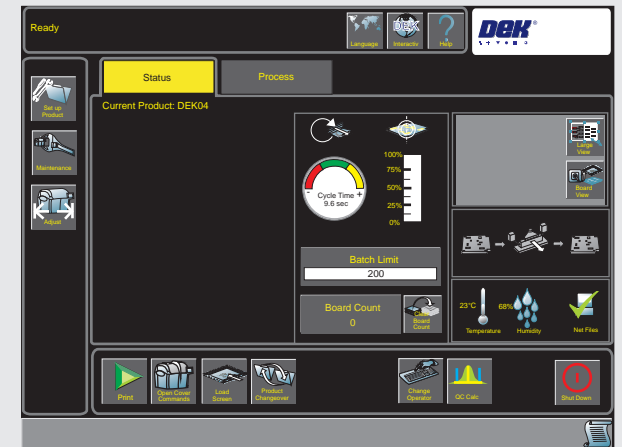 Ready
Language
Interactiv
Help
DEK®
Status
Process
Set up
Product
Maintenance
Adjust
Current Product: DEK04
100%
75%
50%
25%
0%
- Cycle Time +
9.6 sec
Large
View
Board
View
Batch Limit
200
Board Count
0
Board
Count
23°C
68%
Temperature
Humidity
Net Files
Print
Open Cover
Commands
Load
Screen
Product
Changeover
Change
Operator
QC Calc
Shut Down